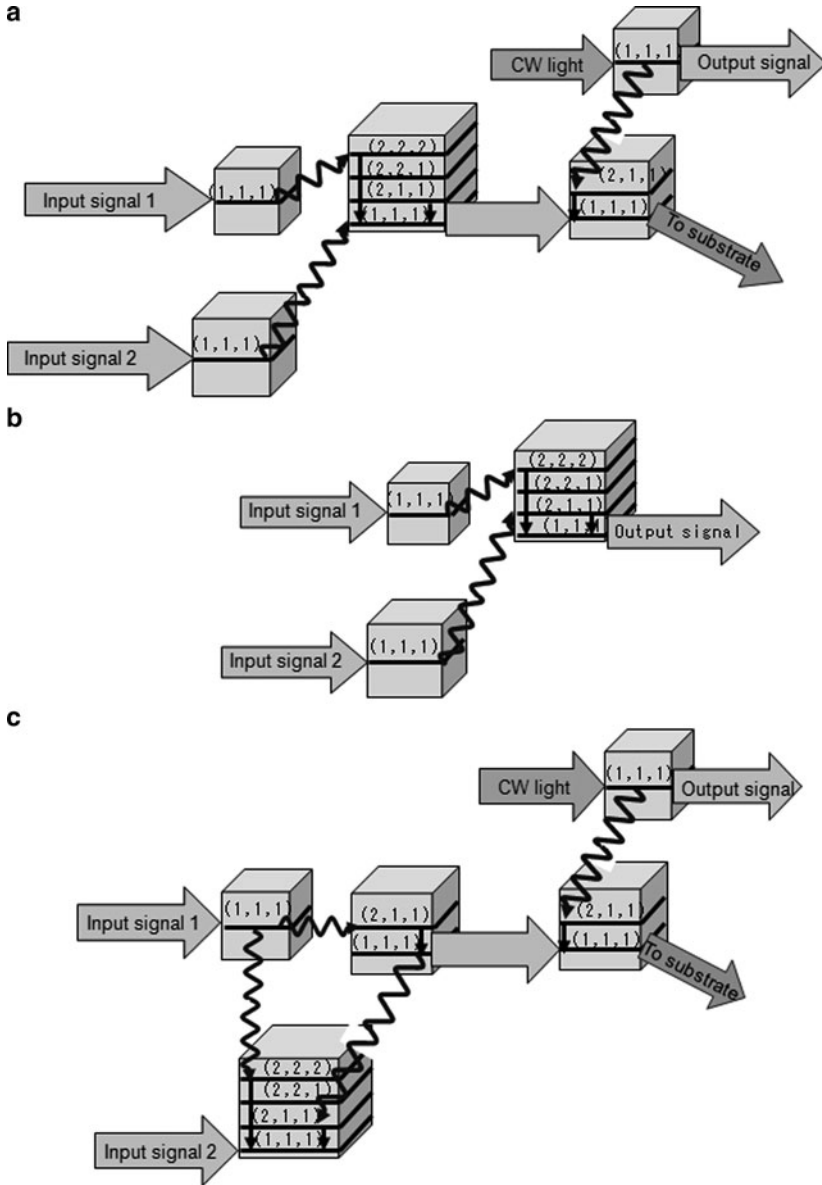 a
(1,1,1
CW light
Output signal
(2,2,2)
(2,2,1)
(2,1,1)
(1,1,1)
(1,1,1)
Input signal 1
(2,1,1)
(1,1,1)
To substrate
(1,1,1)
Input signal 2
b
(2,2,2)
(2,2,1)
(2,1,1)
(1,1,1)
Input signal 1
Output signal
(1,1,1)
Input signal 2
c
(1,1,1)
CW light
Output signal
(1,1,1)
Input signal 1
(2,1,1)
(1,1,1)
(2,1,1)
(1,1,1)
To substrate
(2,2,2)
(2,2,1)
(2,1,1)
(1,1,1)
Input signal 2